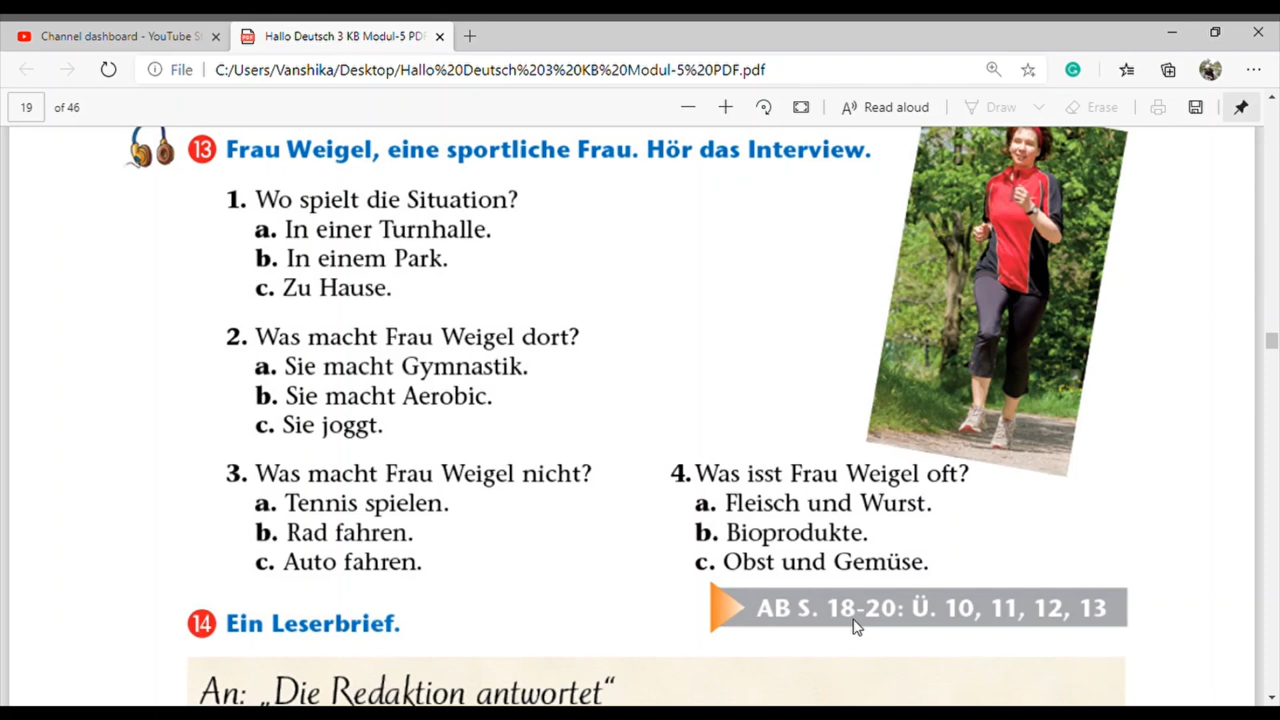 Channel dashboard - YouTube S
Hallo Deutsch 3 KB Modul-5 PDF
File
C:/Users/Vanshika/Desktop/Hallo%20Deutsch%203%20KB%20Modul-5%20PDF.pdf
19 of 46
Read aloud
Draw
Erase
13 Frau Weigel, eine sportliche Frau. Hör das Interview.
1. Wo spielt die Situation?
a. In einer Turnhalle.
b. In einem Park.
c. Zu Hause.
2. Was macht Frau Weigel dort?
a. Sie macht Gymnastik.
b. Sie macht Aerobic.
c. Sie joggt.
3. Was macht Frau Weigel nicht?
a. Tennis spielen.
b. Rad fahren.
c. Auto fahren.
4. Was isst Frau Weigel oft?
a. Fleisch und Wurst.
b. Bioprodukte.
c. Obst und Gemüse.
AB S. 18-20: Ü. 10, 11, 12, 13
14 Ein Leserbrief.
An: „Die Redaktion antwortet“